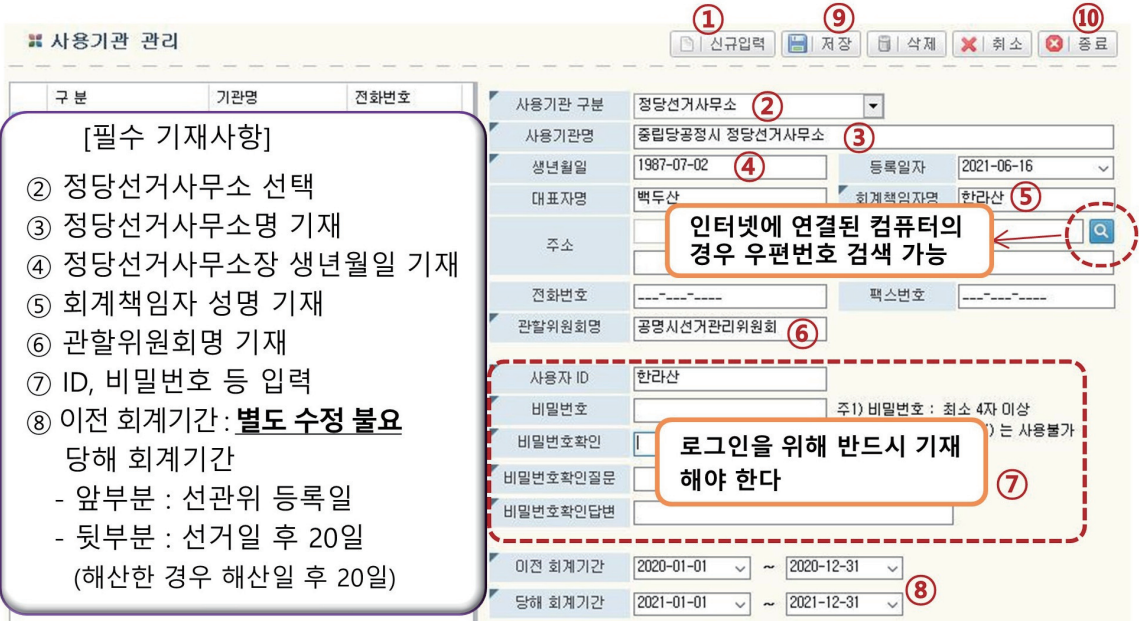 사용기관 관리
① ⑨ ⑩
신규입력 저장 삭제 취소 종료
구분 기관명 전화번호
[필수 기재사항]
② 정당선거사무소 선택
③ 정당선거사무소명 기재
④ 정당선거사무소장 생년월일 기재
⑤ 회계책임자 성명 기재
⑥ 관할위원회명 기재
⑦ ID, 비밀번호 등 입력
⑧ 이전 회계기간 : 별도 수정 불요
당해 회계기간
- 앞부분 : 선관위 등록일
- 뒷부분 : 선거일 후 20일
(해산한 경우 해산일 후 20일)
사용기관 구분 정당선거사무소 ②
사용기관명 중립당공정시 정당선거사무소 ③
생년월일 1987-07-02 ④ 등록일자 2021-06-16
대표자명 백두산 회계책임자명 한라산 ⑤
주소
인터넷에 연결된 컴퓨터의
경우 우편번호 검색 가능
전화번호 ___-___-____ 팩스번호 ___-___-____
관할위원회명 공명시선거관리위원회 ⑥
사용자 ID 한라산
비밀번호 주1) 비밀번호 : 최소 4자 이상
비밀번호확인 ) 는 사용불가
로그인을 위해 반드시 기재
해야 한다
비밀번호확인질문 ⑦
비밀번호확인답변
이전 회계기간 2020-01-01 ~ 2020-12-31
⑧
당해 회계기간 2021-01-01 ~ 2021-12-31